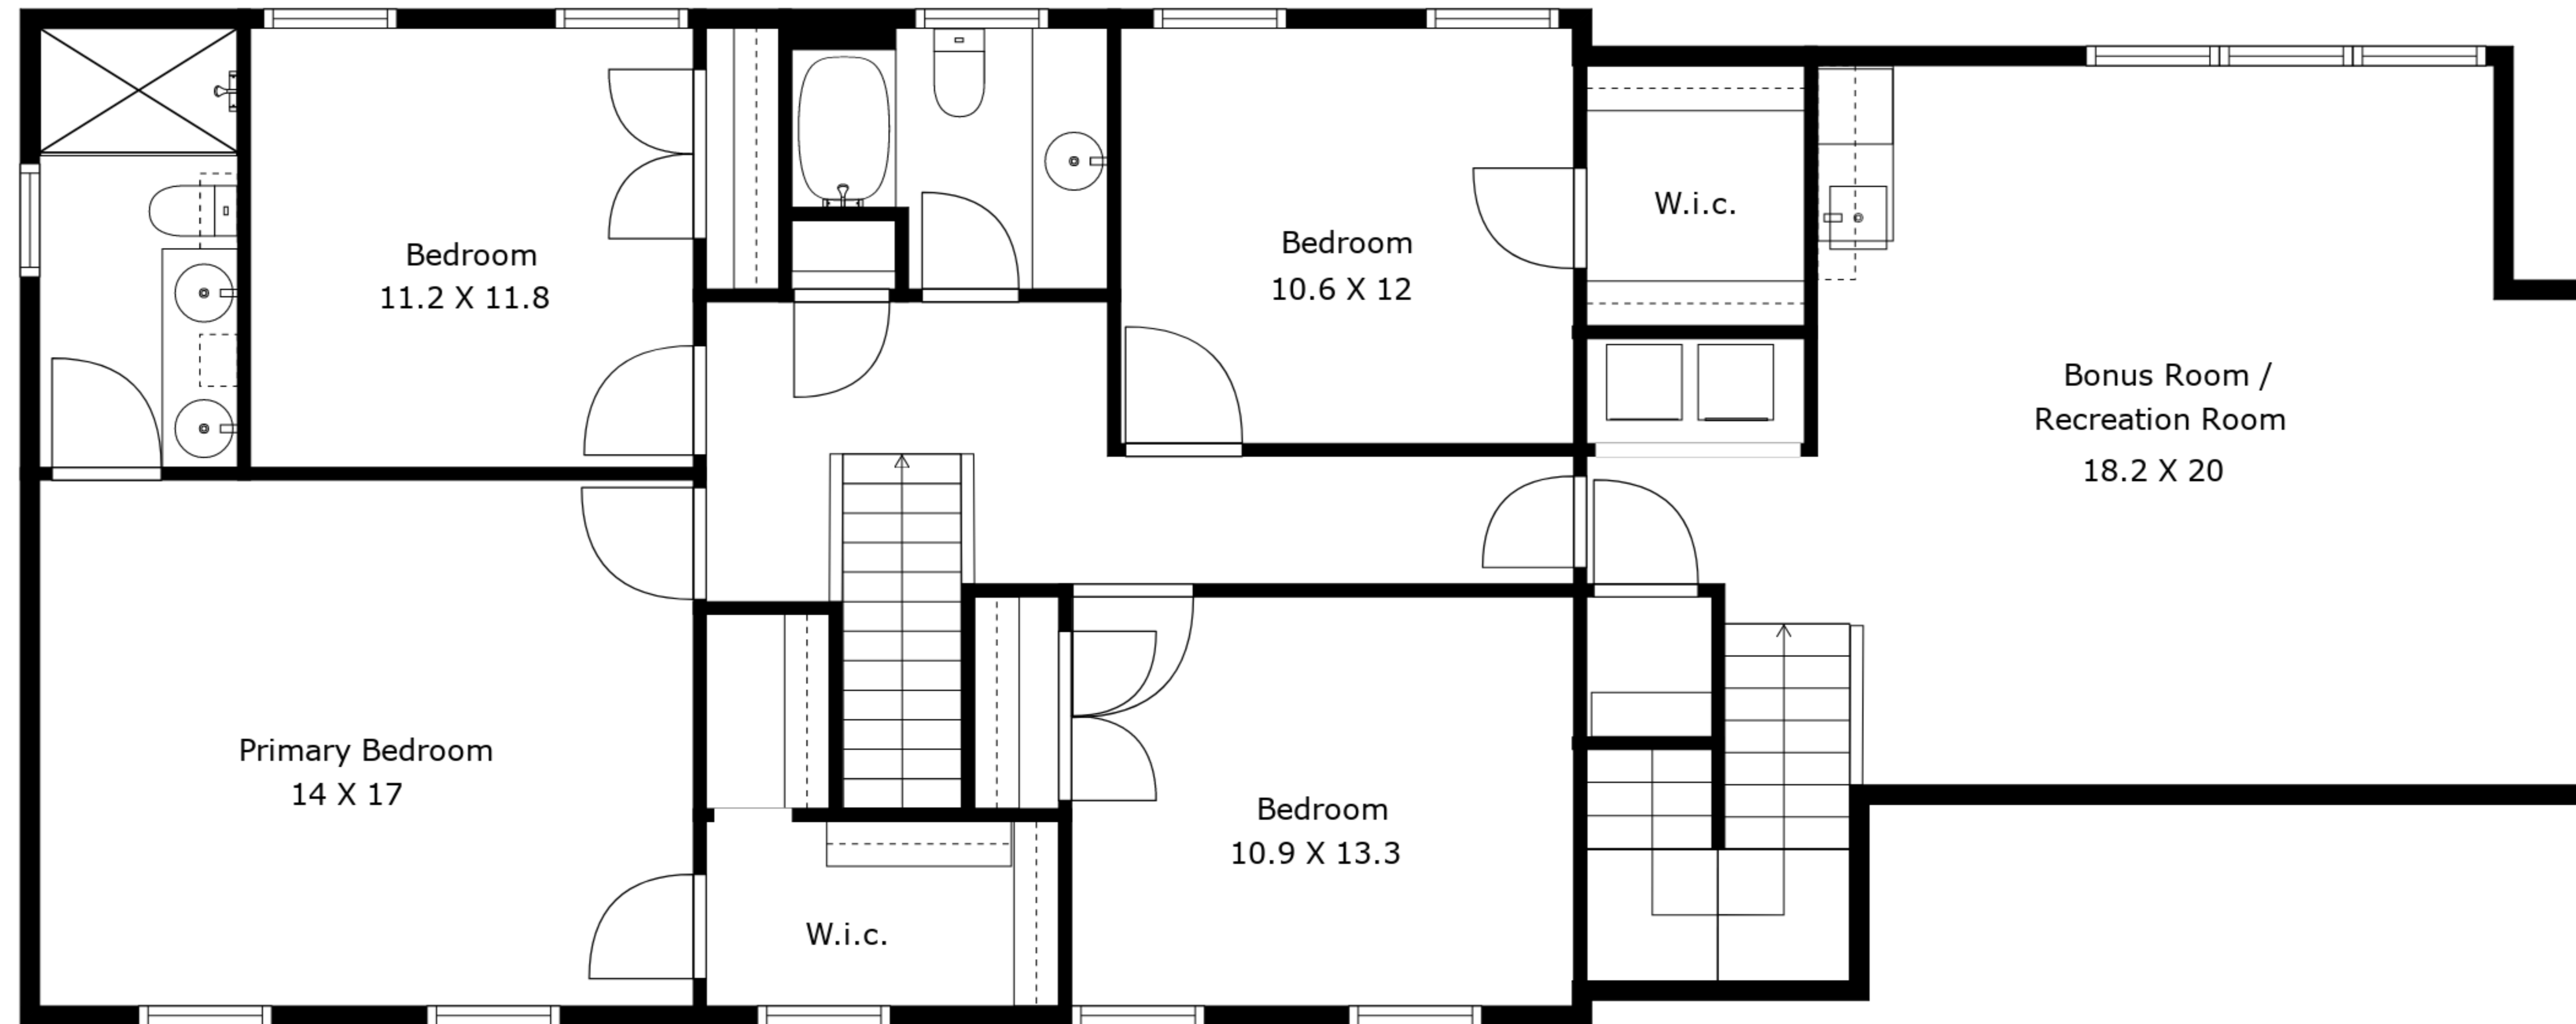 Bedroom
11.2 X 11.8
Bedroom
10.6 X 12
W.i.c.
Bonus Room /
Recreation Room
18.2 X 20
Primary Bedroom
14 X 17
W.i.c.
Bedroom
10.9 X 13.3